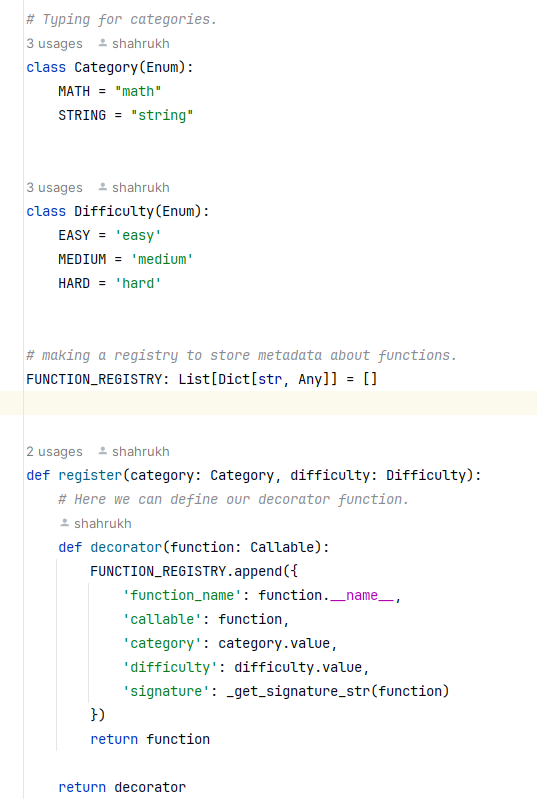 # Typing for categories.
3 usages shahrukh
class Category(Enum):
    MATH = "math"
    STRING = "string"
3 usages shahrukh
class Difficulty(Enum):
    EASY = 'easy'
    MEDIUM = 'medium'
    HARD = 'hard'
# making a registry to store metadata about functions.
FUNCTION_REGISTRY: List[Dict[str, Any]] = []
2 usages shahrukh
def register(category: Category, difficulty: Difficulty):
    # Here we can define our decorator function.
    shahrukh
    def decorator(function: Callable):
        FUNCTION_REGISTRY.append({
            'function_name': function.__name__,
            'callable': function,
            'category': category.value,
            'difficulty': difficulty.value,
            'signature': _get_signature_str(function)
        })
        return function
    return decorator